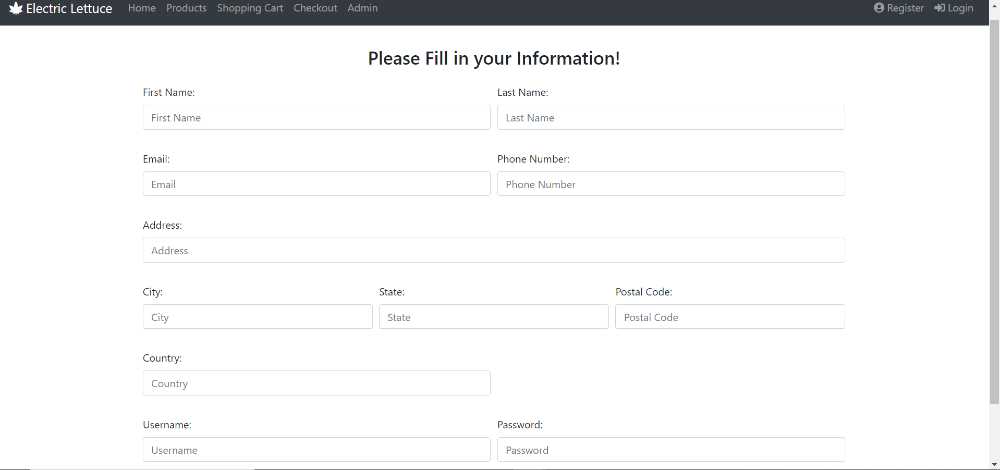 Electric Lettuce Home Products Shopping Cart Checkout Admin Register Login
Please Fill in your Information!
First Name: Last Name:
First Name Last Name
Email: Phone Number:
Email Phone Number
Address:
Address
City: State: Postal Code:
City State Postal Code
Country:
Country
Username: Password:
Username Password